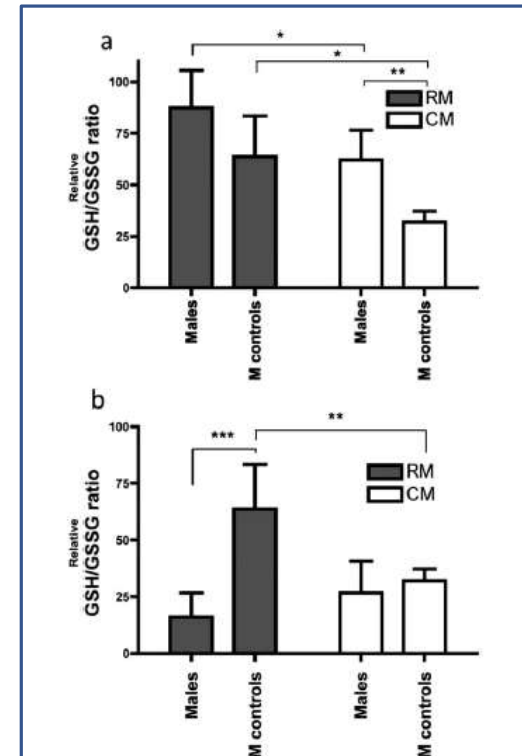 a
*
*
**
RM
CM
Relative
GSH/GSSG ratio
100
75
50
25
0
Males
M controls
Males
M controls
b
***
**
RM
CM
Relative
GSH/GSSG ratio
100
75
50
25
0
Males
M controls
Males
M controls